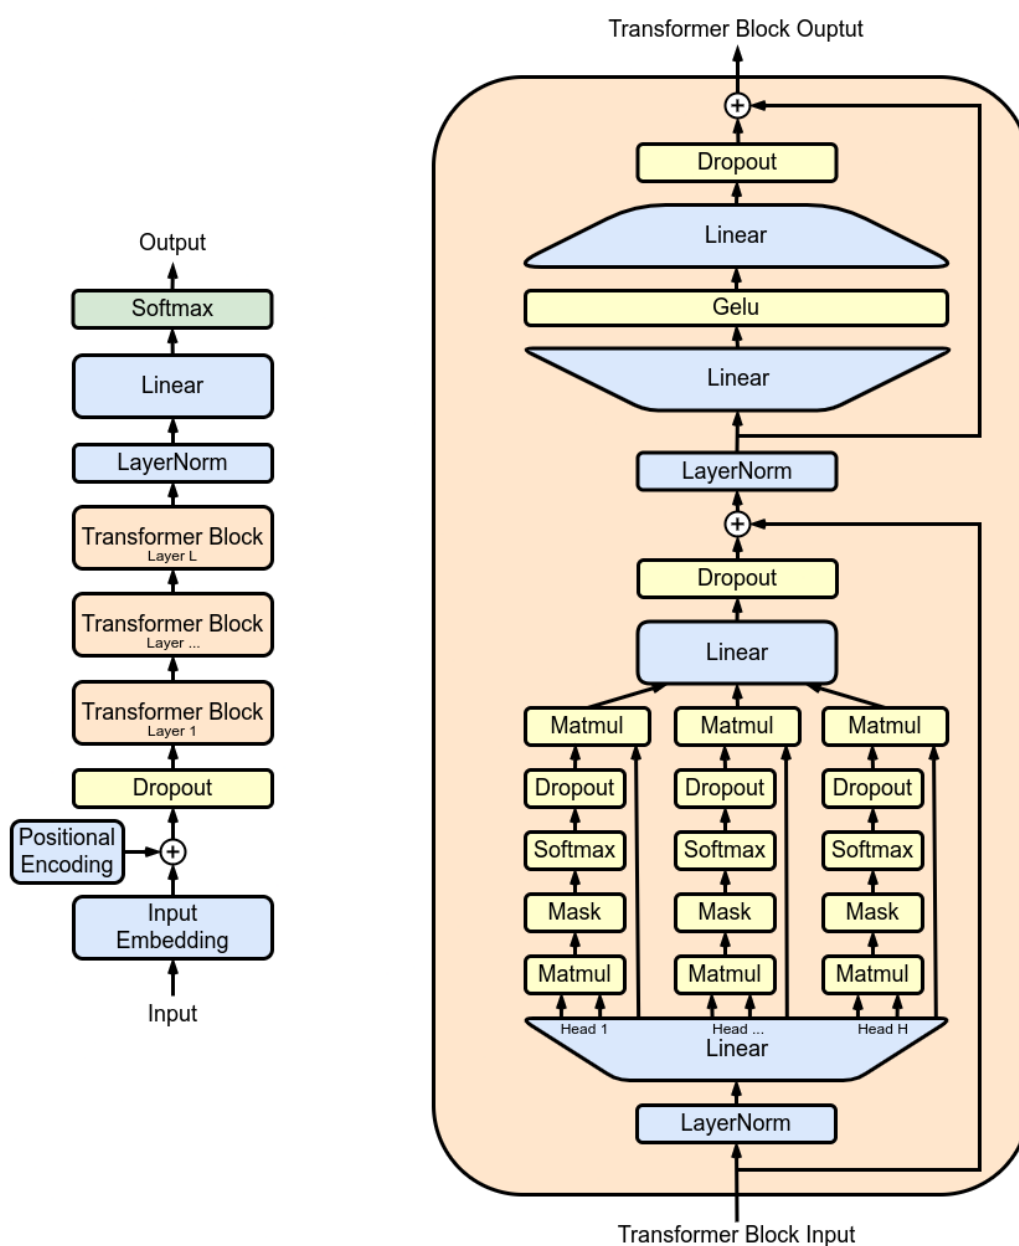 Output
Softmax
Linear
LayerNorm
Transformer Block
Layer L
Transformer Block
Layer ...
Transformer Block
Layer 1
Dropout
Positional
Encoding
+
Input
Embedding
Input
Transformer Block Ouptut
+
Dropout
Linear
Gelu
Linear
LayerNorm
+
Dropout
Linear
Matmul Matmul Matmul
Dropout Dropout Dropout
Softmax Softmax Softmax
Mask Mask Mask
Matmul Matmul Matmul
Head 1 Head ... Head H
Linear
LayerNorm
Transformer Block Input